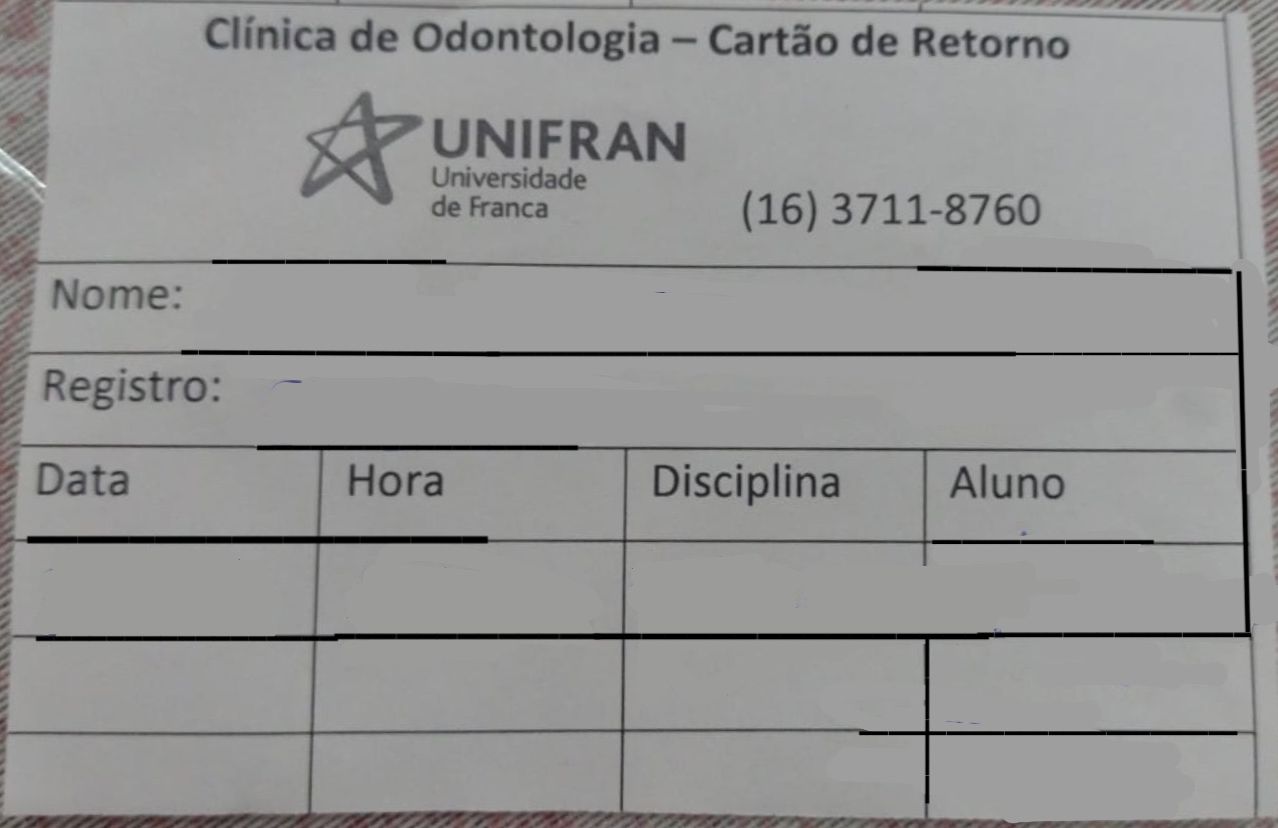 Clínica de Odontologia – Cartão de Retorno
UNIFRAN
Universidade
de Franca
(16) 3711-8760
Nome:
Registro:
Data Hora Disciplina Aluno